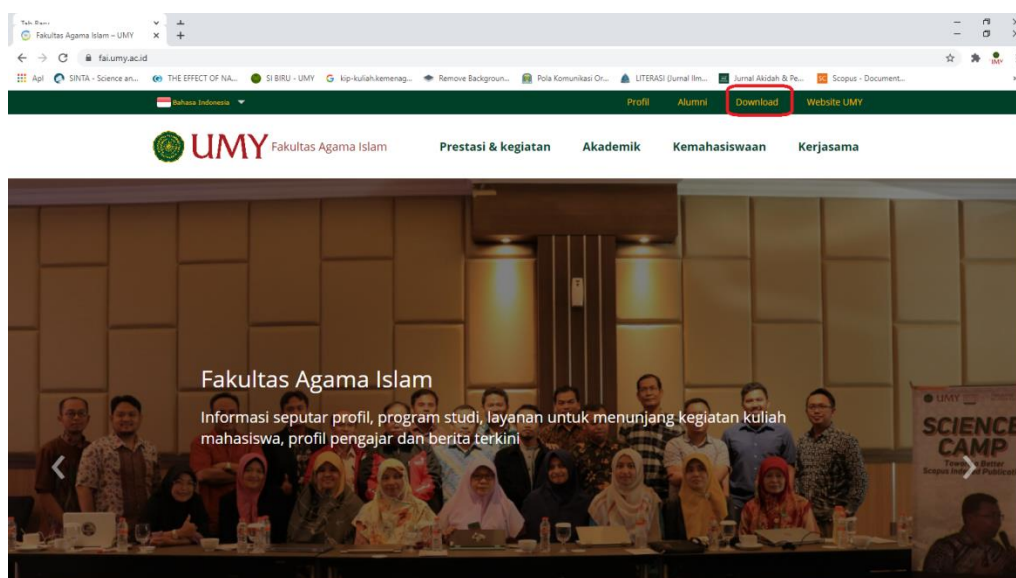 Fakultas Agama Islam – UMY
fai.umy.ac.id
Apl SINTA - Science an... THE EFFECT OF NA... SI BIRU - UMY kip-kuliah.kemenag... Remove Backgroun... Pola Komunikasi Or... LITERASI (Jurnal Ilm... Jurnal Akidah & Pe... Scopus - Document...
Bahasa Indonesia Profil Alumni Download Website UMY
UMY Fakultas Agama Islam Prestasi & kegiatan Akademik Kemahasiswaan Kerjasama
Fakultas Agama Islam
Informasi seputar profil, program studi, layanan untuk menunjang kegiatan kuliah
mahasiswa, profil pengajar dan berita terkini
UMY
SCIENCE
CAMP